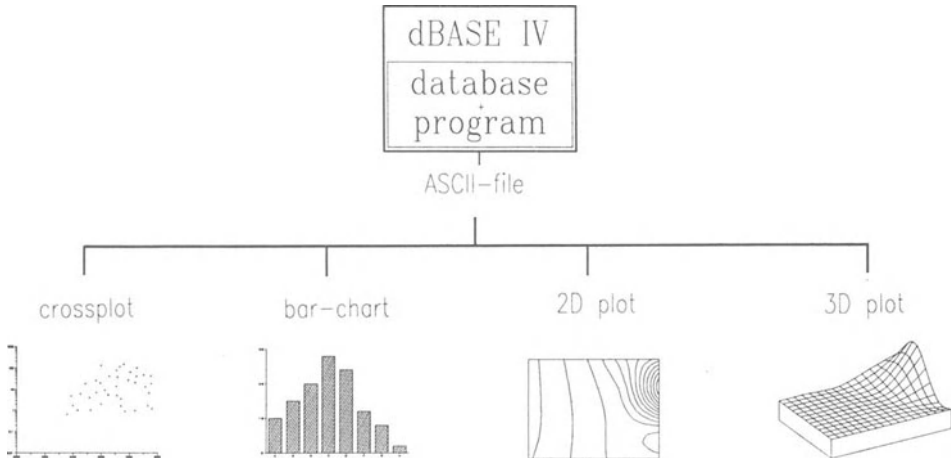 dBASE IV
database
+
program
ASCII-file
crossplot
bar-chart
2D plot
3D plot